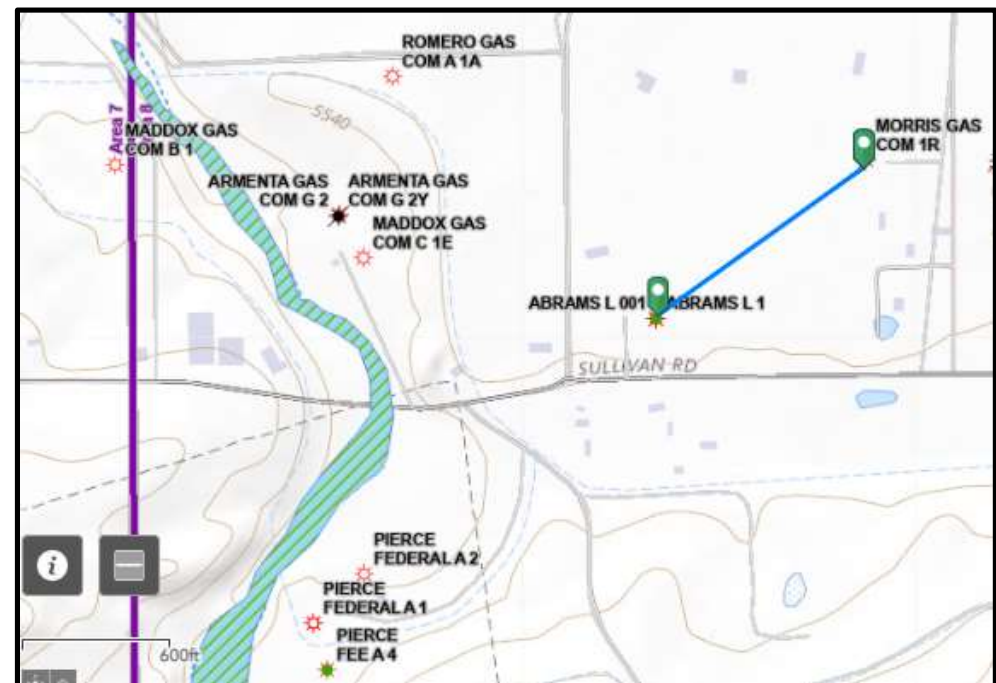 ROMERO GAS
COM A 1A
5540
Area 7
Area 8
MADDOX GAS
COM B 1
MORRIS GAS
COM 1R
ARMENTA GAS
COM G 2
ARMENTA GAS
COM G 2Y
MADDOX GAS
COM C 1E
ABRAMS L 001
ABRAMS L 1
SULLIVAN RD
PIERCE
FEDERAL A 2
PIERCE
FEDERAL A 1
PIERCE
FEE A 4
i
600ft